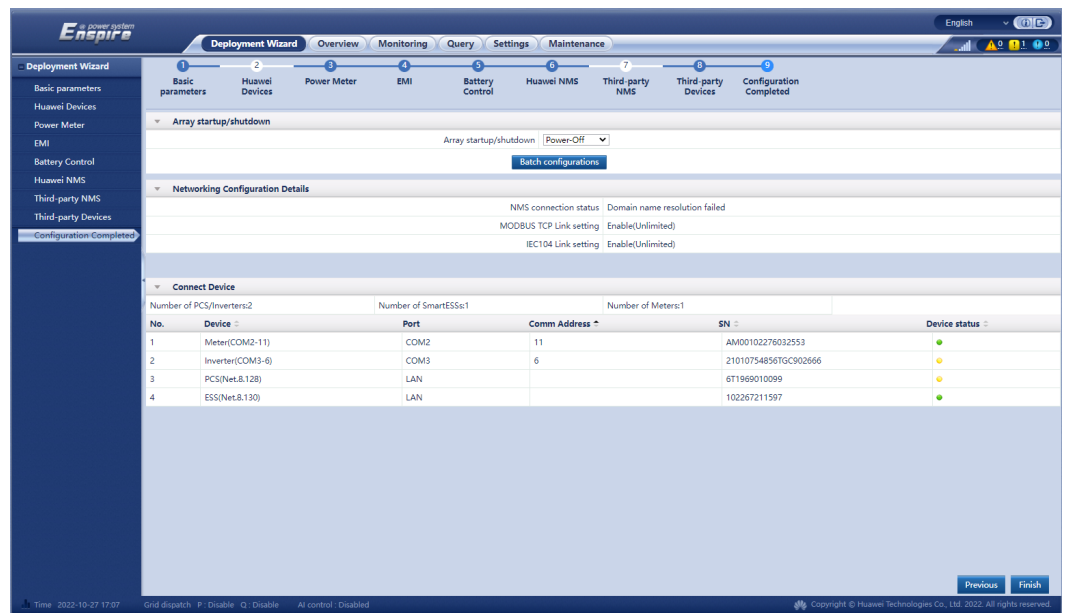 @ power system
Enspire
English
Deployment Wizard Overview Monitoring Query Settings Maintenance
0 1 0
Deployment Wizard
Basic parameters
Huawei Devices
Power Meter
EMI
Battery Control
Huawei NMS
Third-party NMS
Third-party Devices
Configuration Completed
1 2 3 4 5 6 7 8 9
Basic parameters
Huawei Devices
Power Meter
EMI
Battery Control
Huawei NMS
Third-party NMS
Third-party Devices
Configuration Completed
Array startup/shutdown
Array startup/shutdown Power-Off
Batch configurations
Networking Configuration Details
NMS connection status Domain name resolution failed
MODBUS TCP Link setting Enable(Unlimited)
IEC104 Link setting Enable(Unlimited)
Connect Device
Number of PCS/Inverters:2 Number of SmartESSs:1 Number of Meters:1
No. Device Port Comm Address SN Device status
1 Meter(COM2-11) COM2 11 AM00102276032553
2 Inverter(COM3-6) COM3 6 21010754856TGC902666
3 PCS(Net.8.128) LAN 6T1969010099
4 ESS(Net.8.130) LAN 102267211597
Previous Finish
Time 2022-10-27 17:07 Grid dispatch P : Disable Q : Disable AI control : Disabled Copyright © Huawei Technologies Co., Ltd. 2022. All rights reserved.